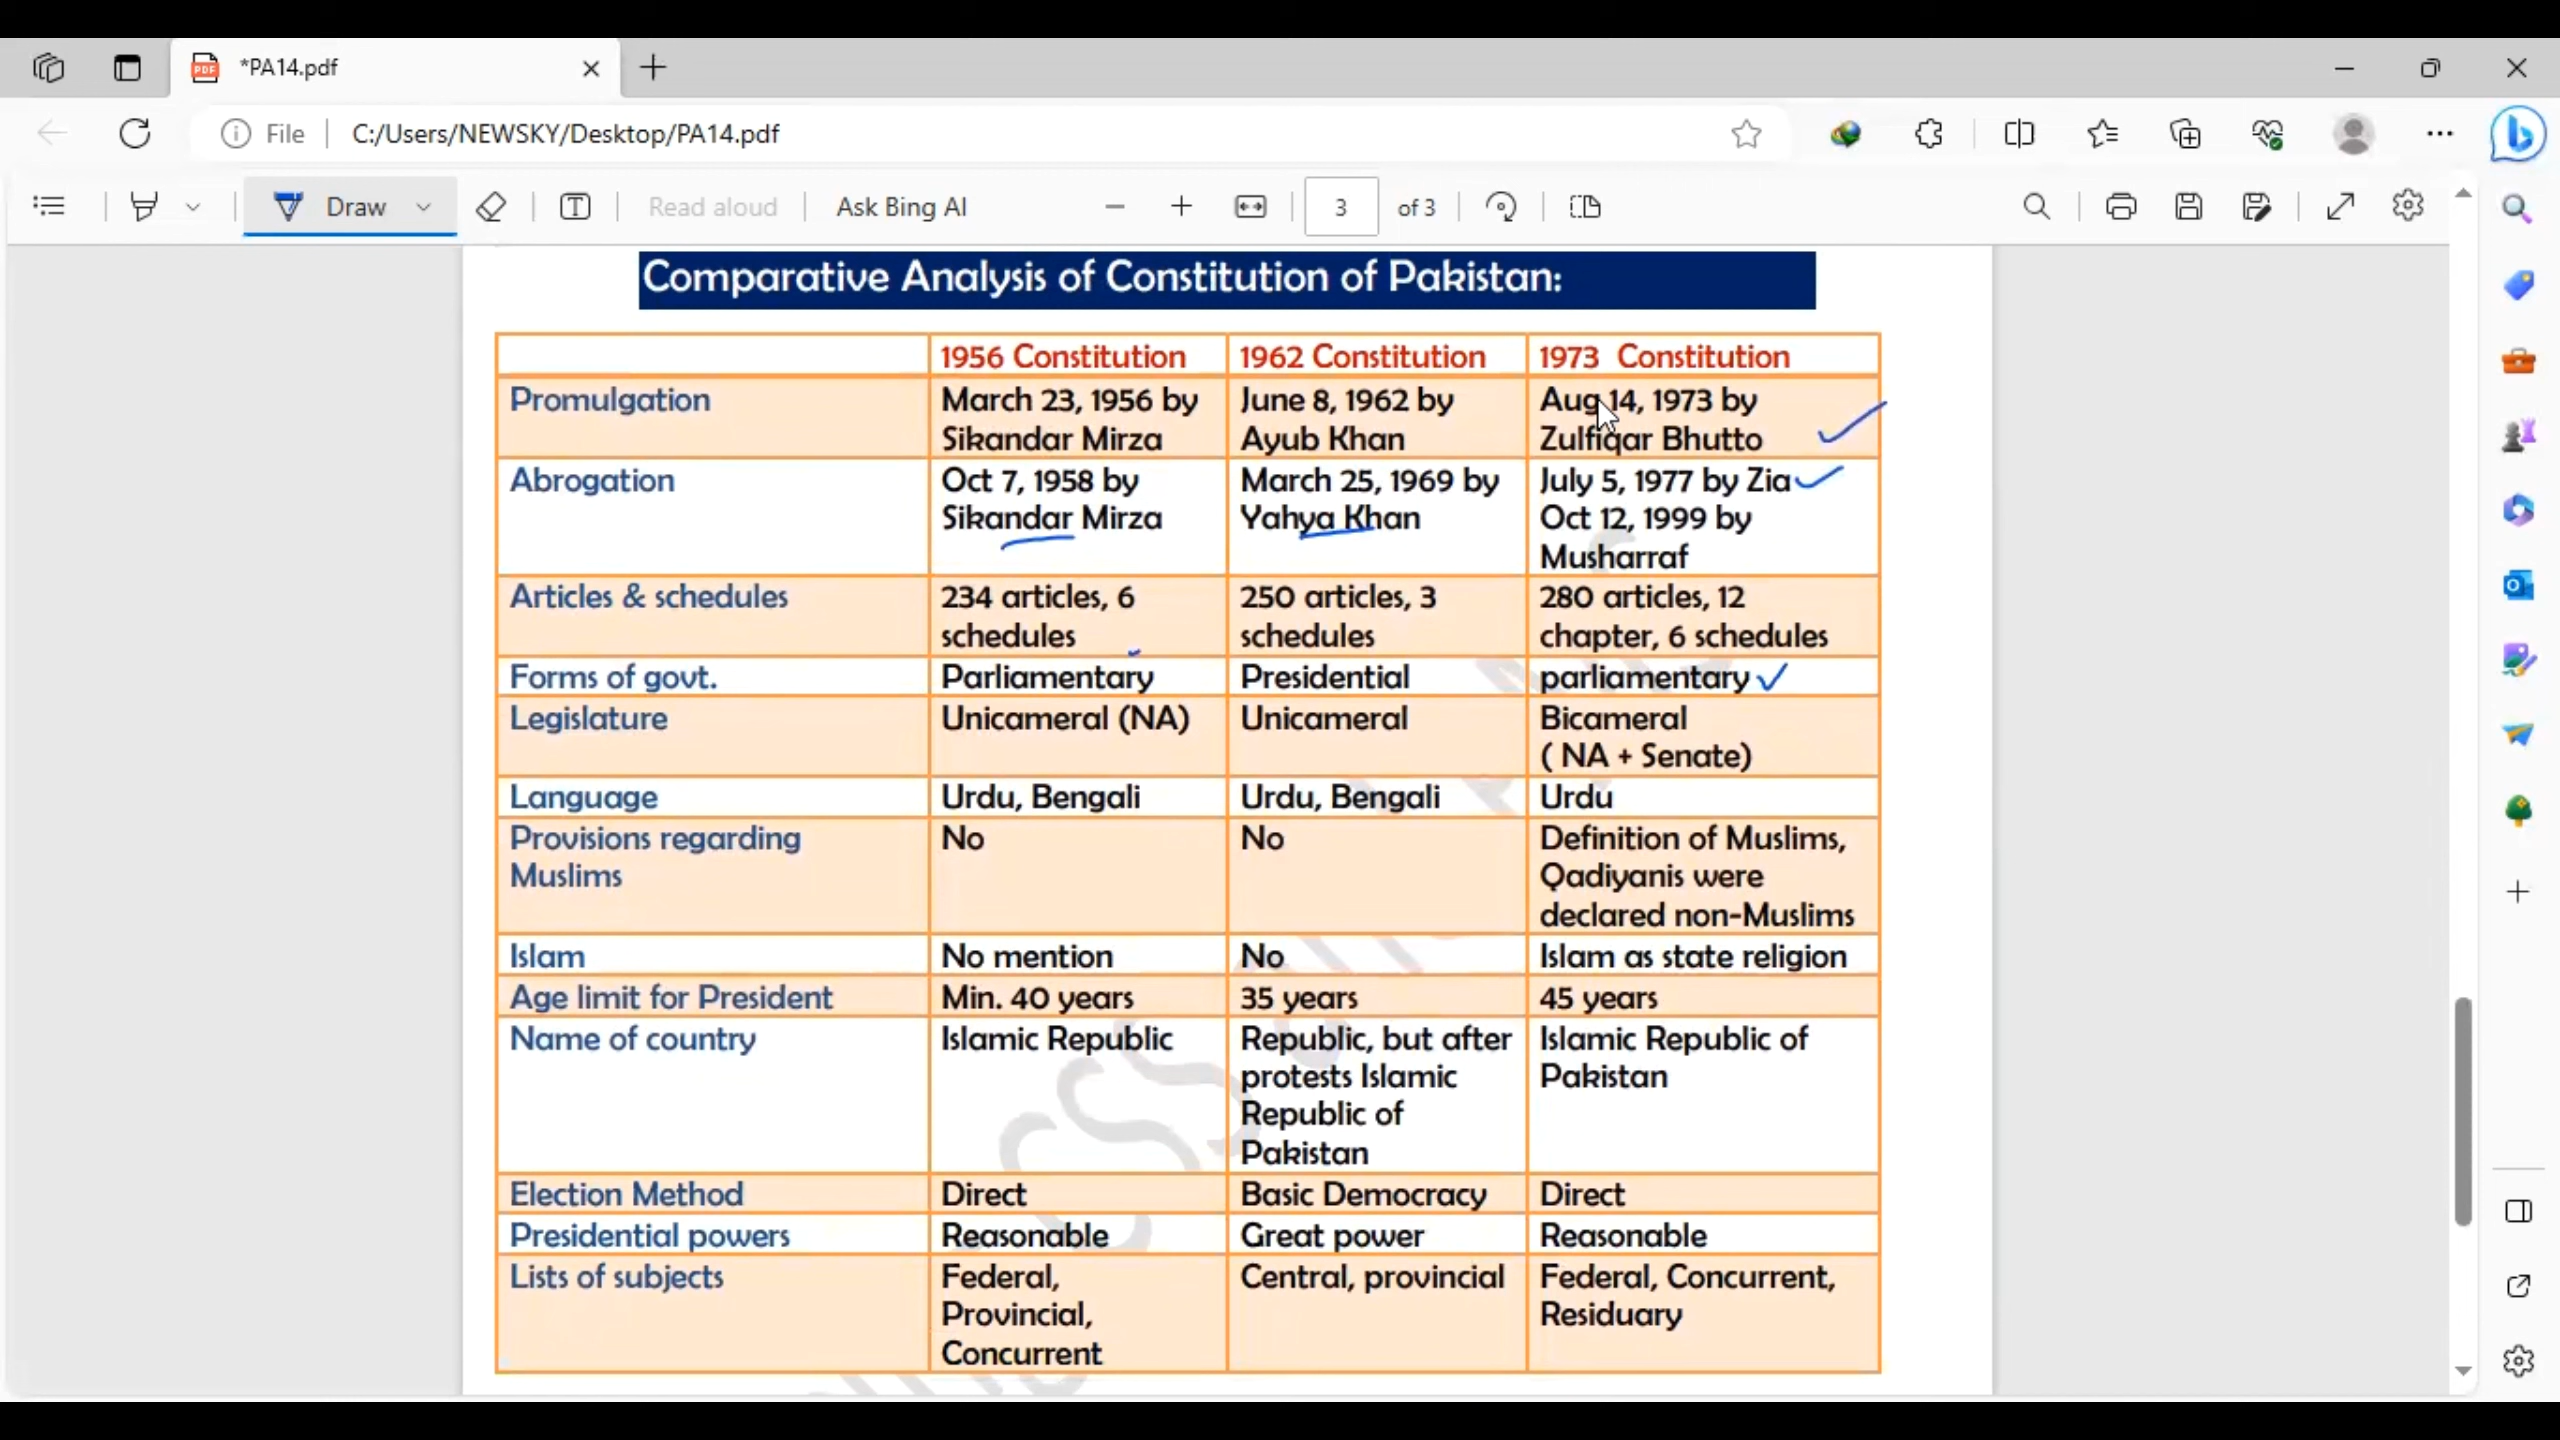 *PA14.pdf
File
C:/Users/NEWSKY/Desktop/PA14.pdf
Draw
Read aloud
Ask Bing AI
3
of 3
Comparative Analysis of Constitution of Pakistan:
1956 Constitution
1962 Constitution
1973 Constitution
Promulgation
March 23, 1956 by
Sikandar Mirza
June 8, 1962 by
Ayub Khan
Aug 14, 1973 by
Zulfiqar Bhutto
Abrogation
Oct 7, 1958 by
Sikandar Mirza
March 25, 1969 by
Yahya Khan
July 5, 1977 by Zia
Oct 12, 1999 by
Musharraf
Articles & schedules
234 articles, 6
schedules
250 articles, 3
schedules
280 articles, 12
chapter, 6 schedules
Forms of govt.
Parliamentary
Presidential
parliamentary
Legislature
Unicameral (NA)
Unicameral
Bicameral
( NA + Senate)
Language
Urdu, Bengali
Urdu, Bengali
Urdu
Provisions regarding
Muslims
No
No
Definition of Muslims,
Qadiyanis were
declared non-Muslims
Islam
No mention
No
Islam as state religion
Age limit for President
Min. 40 years
35 years
45 years
Name of country
Islamic Republic
Republic, but after
protests Islamic
Republic of
Pakistan
Islamic Republic of
Pakistan
Election Method
Direct
Basic Democracy
Direct
Presidential powers
Reasonable
Great power
Reasonable
Lists of subjects
Federal,
Provincial,
Concurrent
Central, provincial
Federal, Concurrent,
Residuary